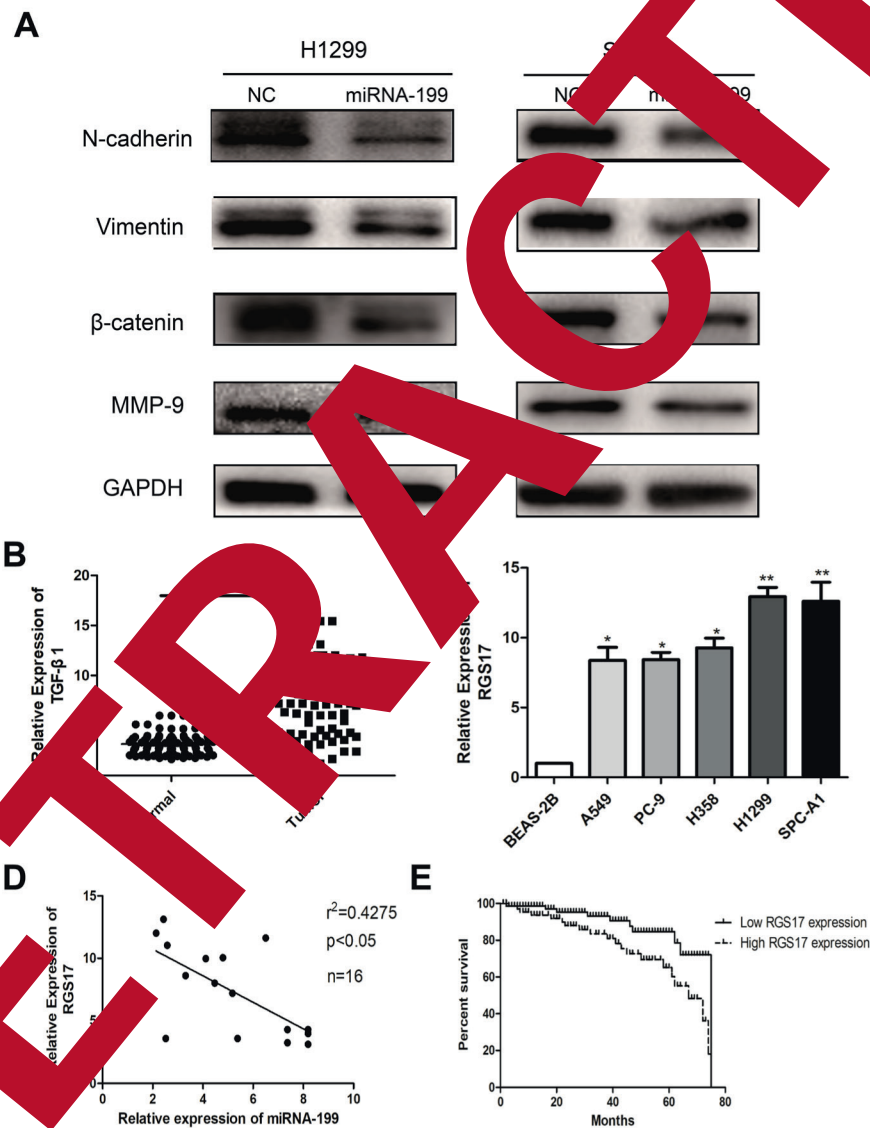 A
H1299
NC
miRNA-199
N-cadherin
Vimentin
β-catenin
MMP-9
GAPDH
B
Relative Expression of
TGF-β 1
20
15
10
Relative Expression
RGS17
15
10
5
0
*
*
*
**
**
BEAS-2B
A549
PC-9
H358
H1299
SPC-A1
D
Relative Expression of
RGS17
15
10
0
r²=0.4275
p<0.05
n=16
0
2
4
6
8
10
Relative expression of miRNA-199
E
Percent survival
100
80
60
40
20
0
Low RGS17 expression
High RGS17 expression
0
20
40
60
80
Months